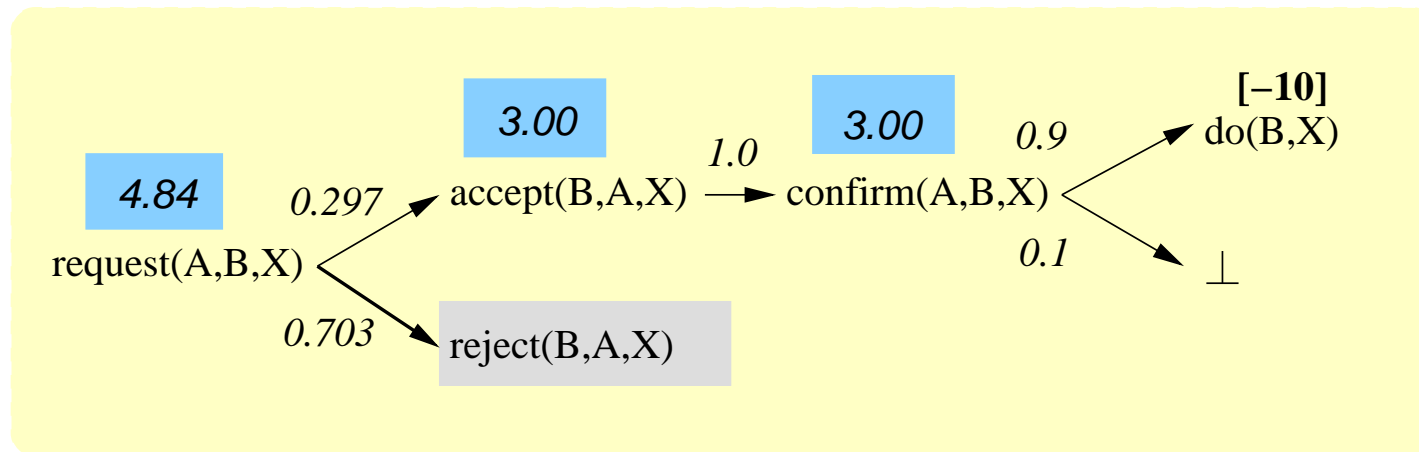 [−10]
3.00
3.00
0.9
do(B,X)
1.0
4.84
0.297
accept(B,A,X)
confirm(A,B,X)
request(A,B,X)
0.1
⊥
0.703
reject(B,A,X)